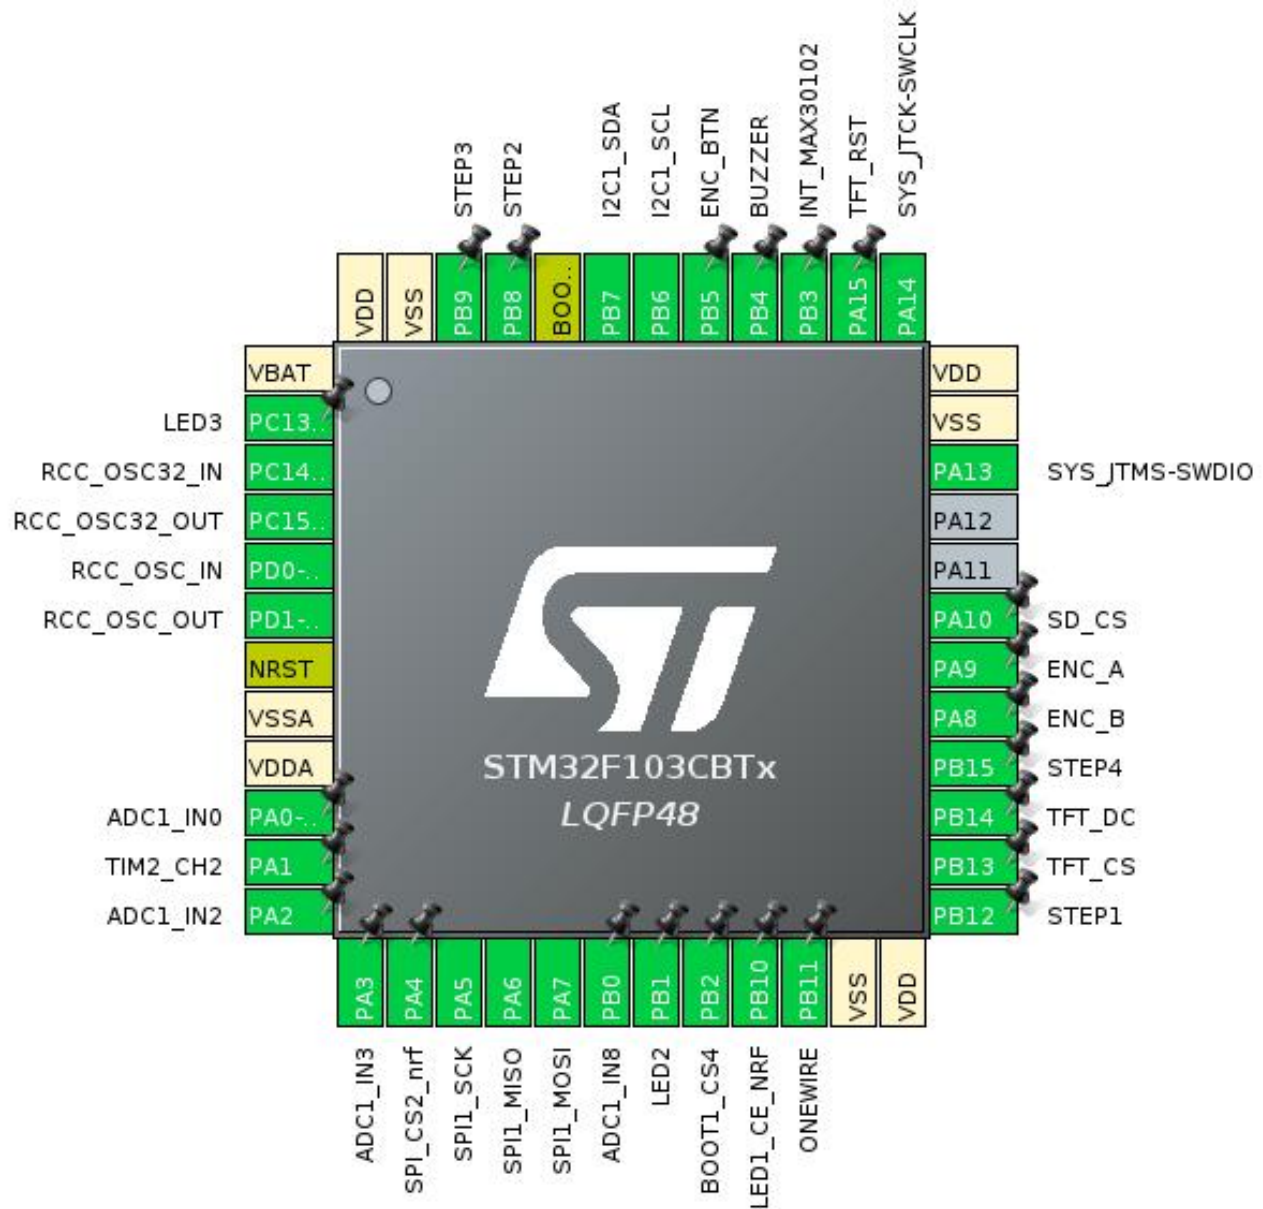 STEP3
STEP2
I2C1_SDA
I2C1_SCL
ENC_BTN
BUZZER
INT_MAX30102
TFT_RST
SYS_JTCK-SWCLK
VDD
VSS
PB9
PB8
BOO..
PB7
PB6
PB5
PB4
PB3
PA15
PA14
VBAT
LED3 PC13..
RCC_OSC32_IN PC14..
RCC_OSC32_OUT PC15..
RCC_OSC_IN PD0-..
RCC_OSC_OUT PD1-..
NRST
VSSA
VDDA
ADC1_IN0 PA0-..
TIM2_CH2 PA1
ADC1_IN2 PA2
VDD
VSS
PA13 SYS_JTMS-SWDIO
PA12
PA11
PA10 SD_CS
PA9 ENC_A
PA8 ENC_B
PB15 STEP4
PB14 TFT_DC
PB13 TFT_CS
PB12 STEP1
ST
STM32F103CBTx
LQFP48
PA3
PA4
PA5
PA6
PA7
PB0
PB1
PB2
PB10
PB11
VSS
VDD
ADC1_IN3
SPI_CS2_nrf
SPI1_SCK
SPI1_MISO
SPI1_MOSI
ADC1_IN8
LED2
BOOT1_CS4
LED1_CE_NRF
ONEWIRE